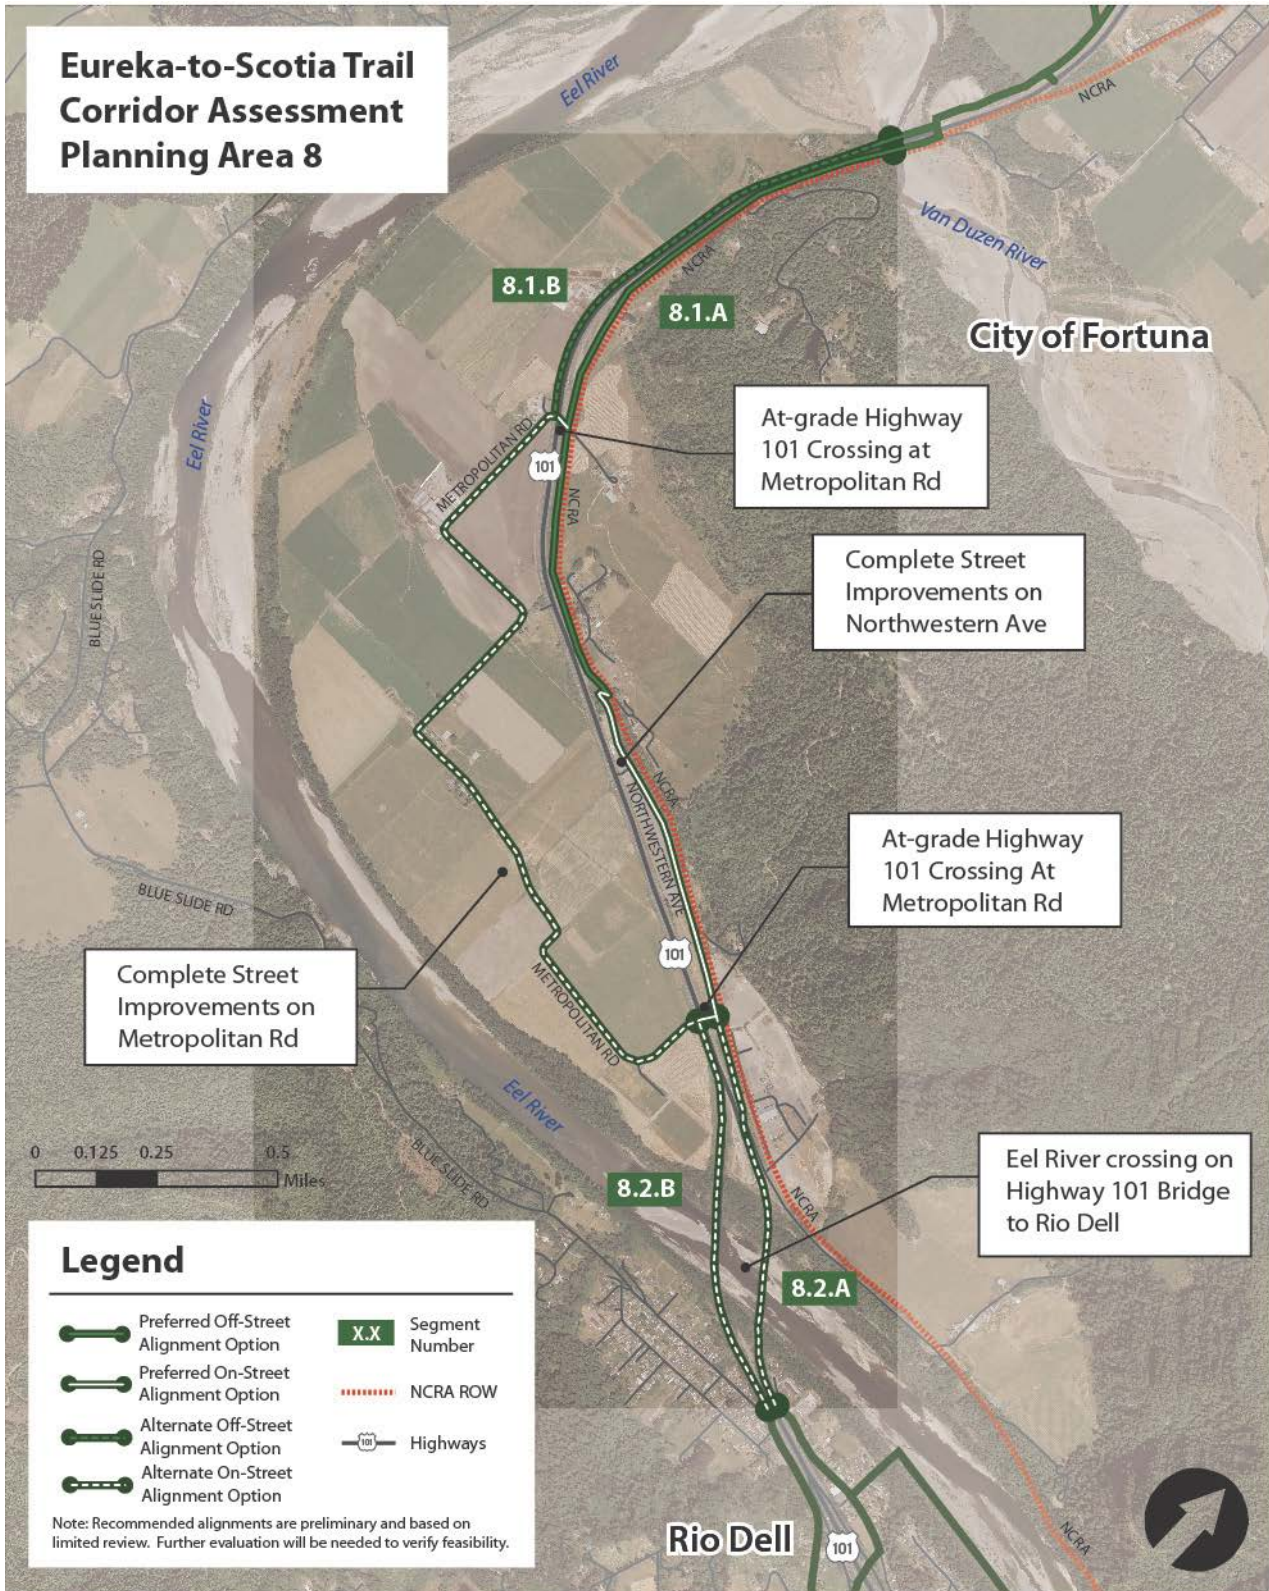 Eureka-to-Scotia Trail
Corridor Assessment
Planning Area 8
Eel River
NCRA
Van Duzen River
8.1.B
NCRA
8.1.A
City of Fortuna
Eel River
At-grade Highway
101 Crossing at
Metropolitan Rd
METROPOLITAN RD
101
NCRA
Complete Street
Improvements on
Northwestern Ave
BLUE SLIDE RD
NCRA
NORTHWESTERN AVE
At-grade Highway
101 Crossing At
Metropolitan Rd
BLUE SLIDE RD
101
Complete Street
Improvements on
Metropolitan Rd
METROPOLITAN RD
Eel River
0 0.125 0.25 0.5
Miles
BLUE SLIDE RD
8.2.B
NCRA
Eel River crossing on
Highway 101 Bridge
to Rio Dell
8.2.A
Legend
Preferred Off-Street
Alignment Option
Preferred On-Street
Alignment Option
Alternate Off-Street
Alignment Option
Alternate On-Street
Alignment Option
X.X
Segment
Number
NCRA ROW
101
Highways
Note: Recommended alignments are preliminary and based on
limited review. Further evaluation will be needed to verify feasibility.
Rio Dell
101
NCRA